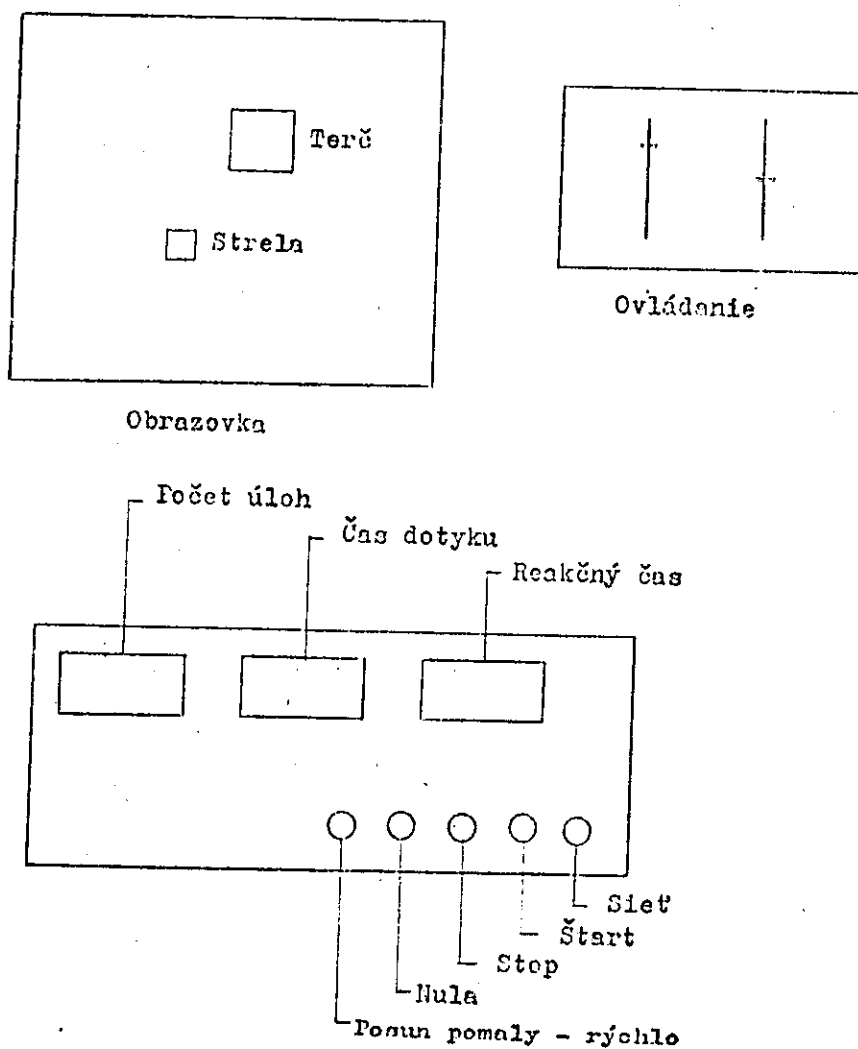 Terč
Strela
Ovládanie
Obrazovka
Počet úloh
Čas dotyku
Reakčný čas
Sieť
Štart
Stop
Nula
Posun pomaly - rýchlo